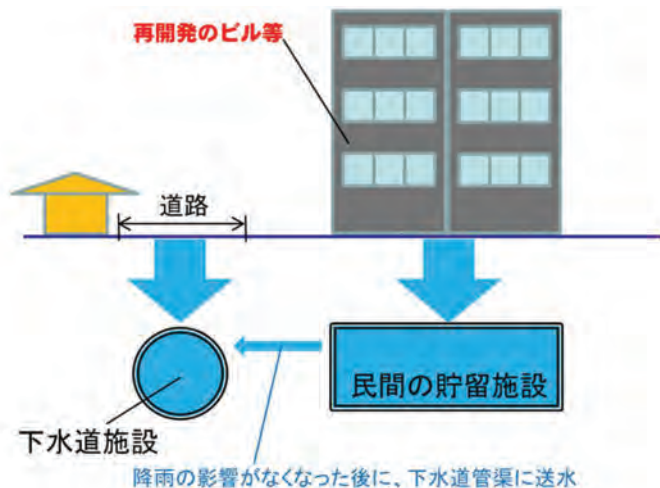 再開発のビル等
道路
民間の貯留施設
下水道施設
降雨の影響がなくなった後に、下水道管渠に送水